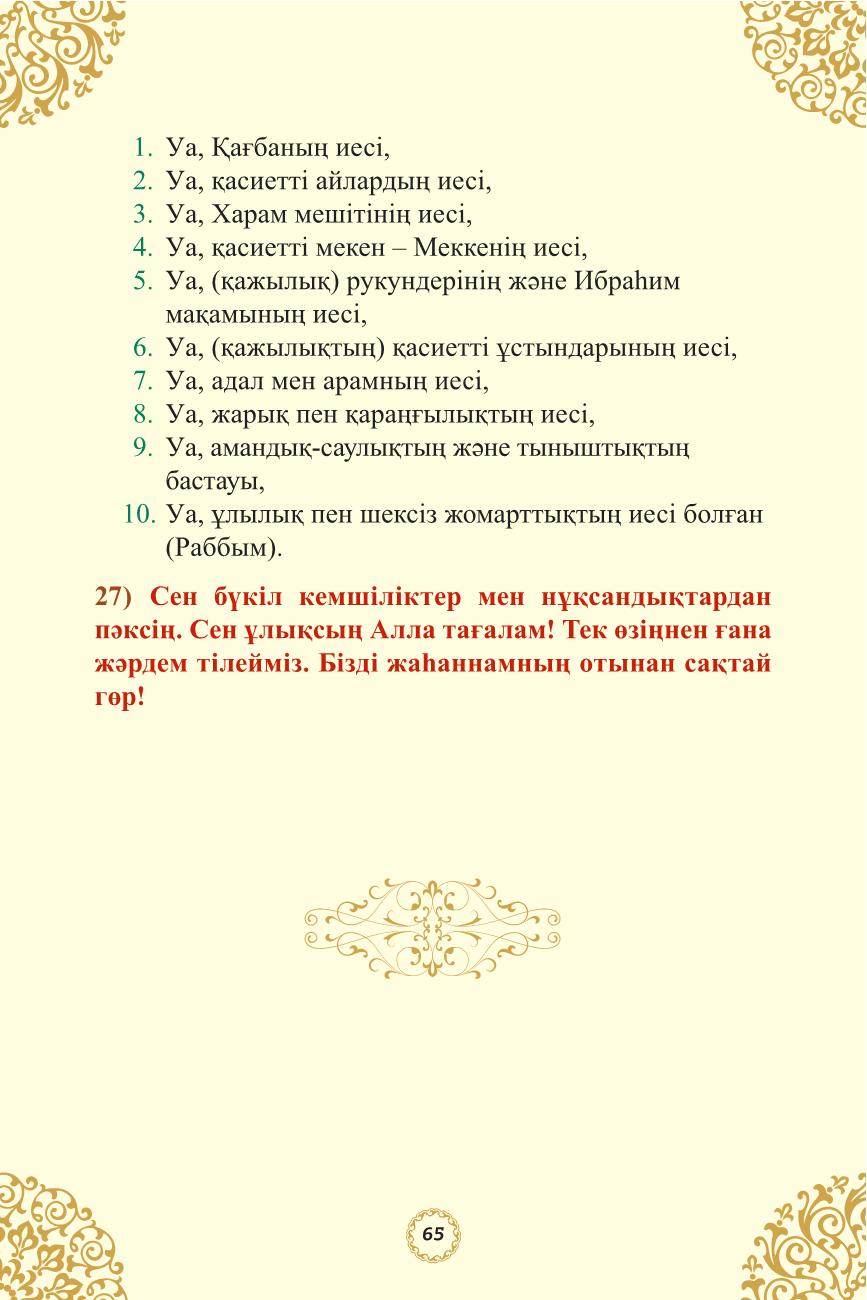 1. Уа, Қағбаның иесі,
2. Уа, қасиетті айлардың иесі,
3. Уа, Харам мешітінің иесі,
4. Уа, қасиетті мекен – Меккенің иесі,
5. Уа, (қажылық) рукундерінің және Ибраһим
мақамының иесі,
6. Уа, (қажылықтың) қасиетті ұстындарының иесі,
7. Уа, адал мен арамның иесі,
8. Уа, жарық пен қараңғылықтың иесі,
9. Уа, амандық-саулықтың және тыныштықтың
бастауы,
10. Уа, ұлылық пен шексіз жомарттықтың иесі болған
(Раббым).
27) Сен бүкіл кемшіліктер мен нұқсандықтардан
пәксің. Сен ұлықсың Алла тағалам! Тек өзіңнен ғана
жәрдем тілейміз. Бізді жаһаннамның отынан сақтай
гөр!
65